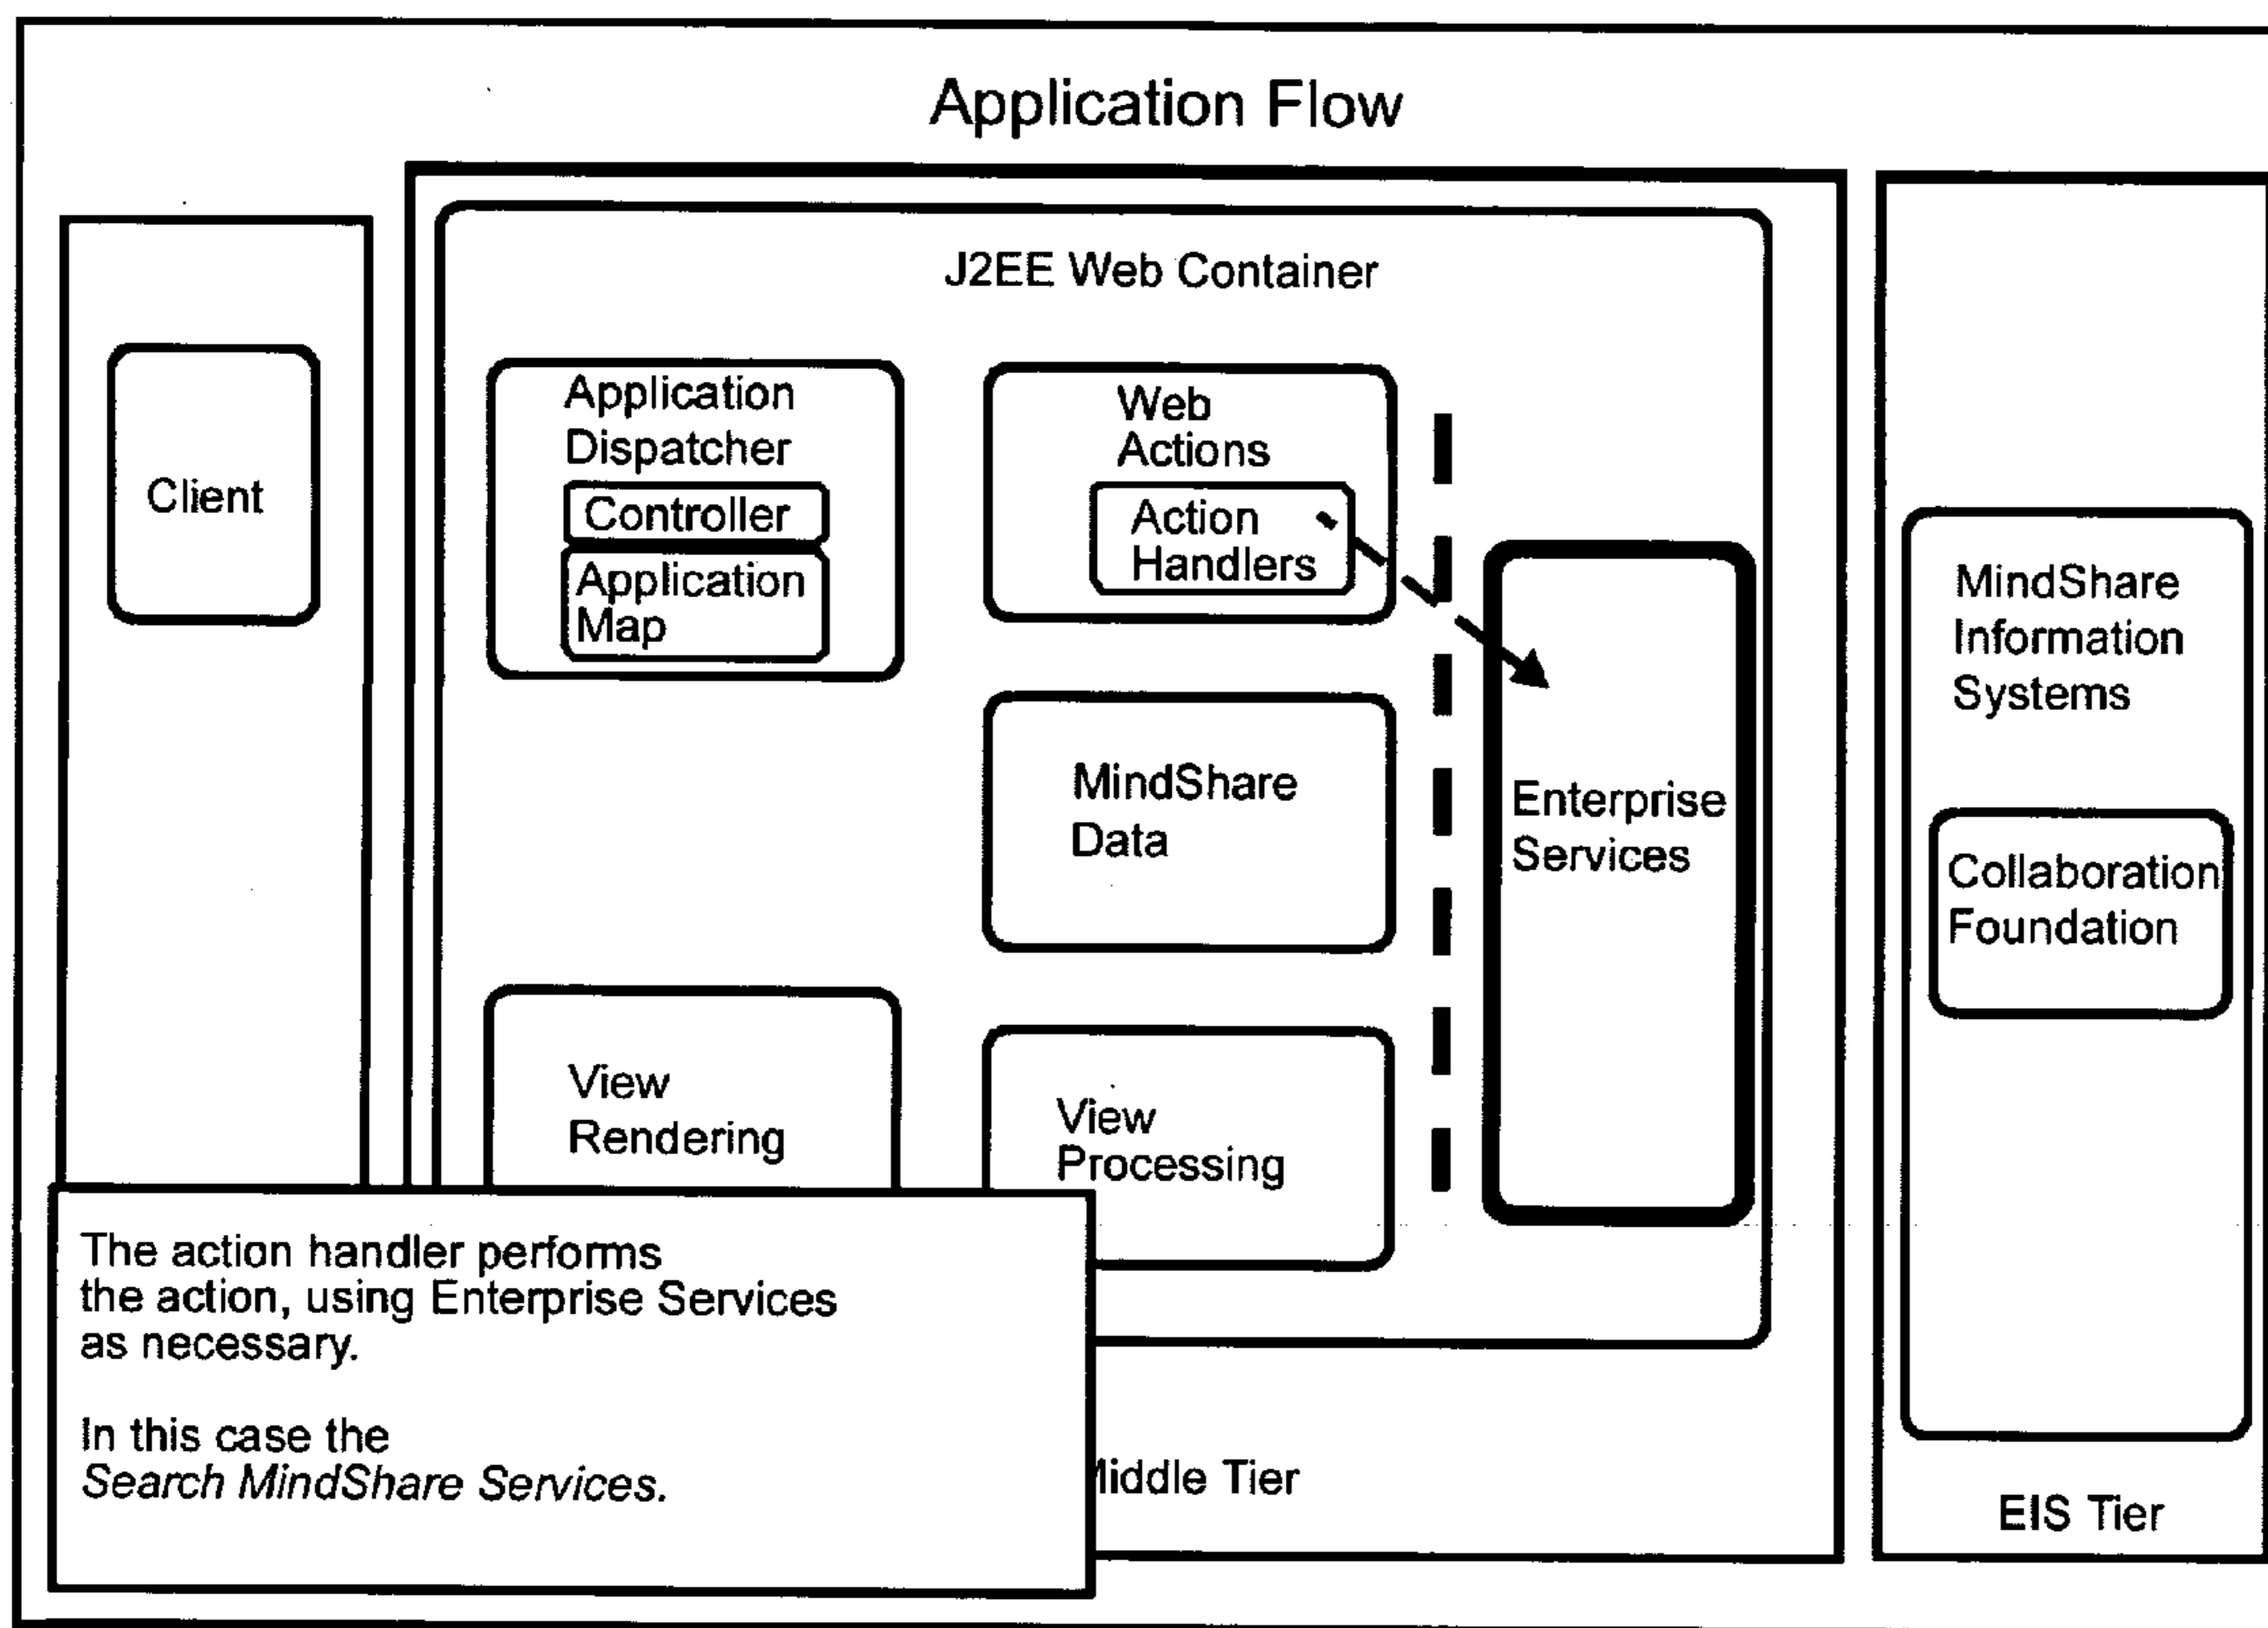 Application Flow
J2EE Web Container
Client
Application
Dispatcher
Controller
Application
Map
Web
Actions
Action
Handlers
MindShare
Data
Enterprise
Services
View
Rendering
View
Processing
MindShare
Information
Systems
Collaboration
Foundation
The action handler performs
the action, using Enterprise Services
as necessary.
In this case the
Search MindShare Services.
Tier
EIS Tier